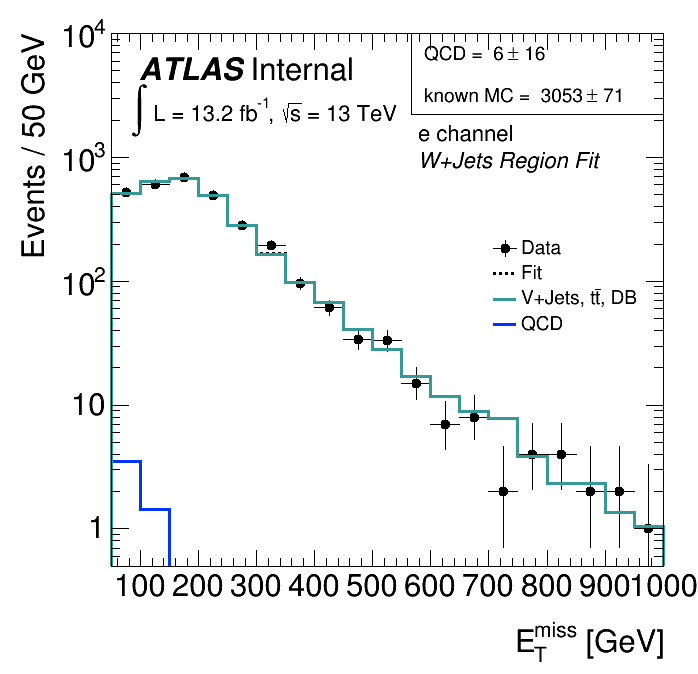 10⁴
10³
10²
10
1
Events / 50 GeV
ATLAS Internal
∫ L = 13.2 fb⁻¹, √s = 13 TeV
QCD = 6 ± 16
known MC = 3053 ± 71
e channel
W+Jets Region Fit
Data
Fit
V+Jets, tt̄, DB
QCD
100 200 300 400 500 600 700 800 900 1000
E_T^miss [GeV]